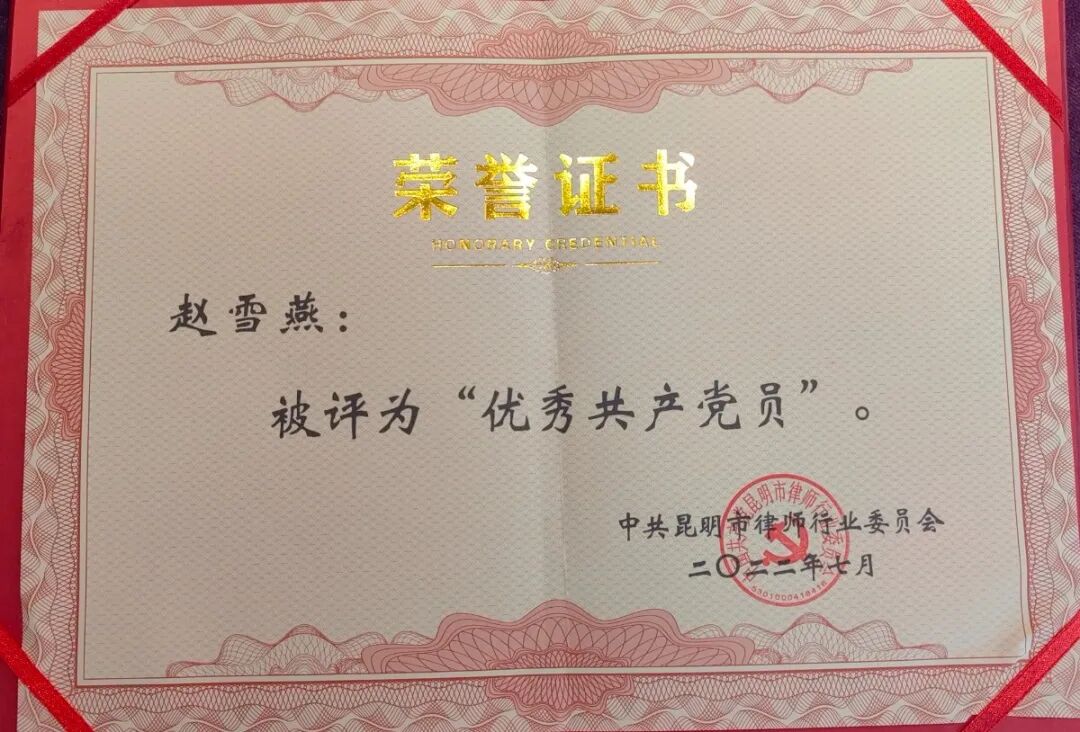 荣誉证书
HONORARY CREDENTIAL
赵雪燕：
被评为“优秀共产党员”。
中共昆明市律师行业委员会
二〇二二年七月